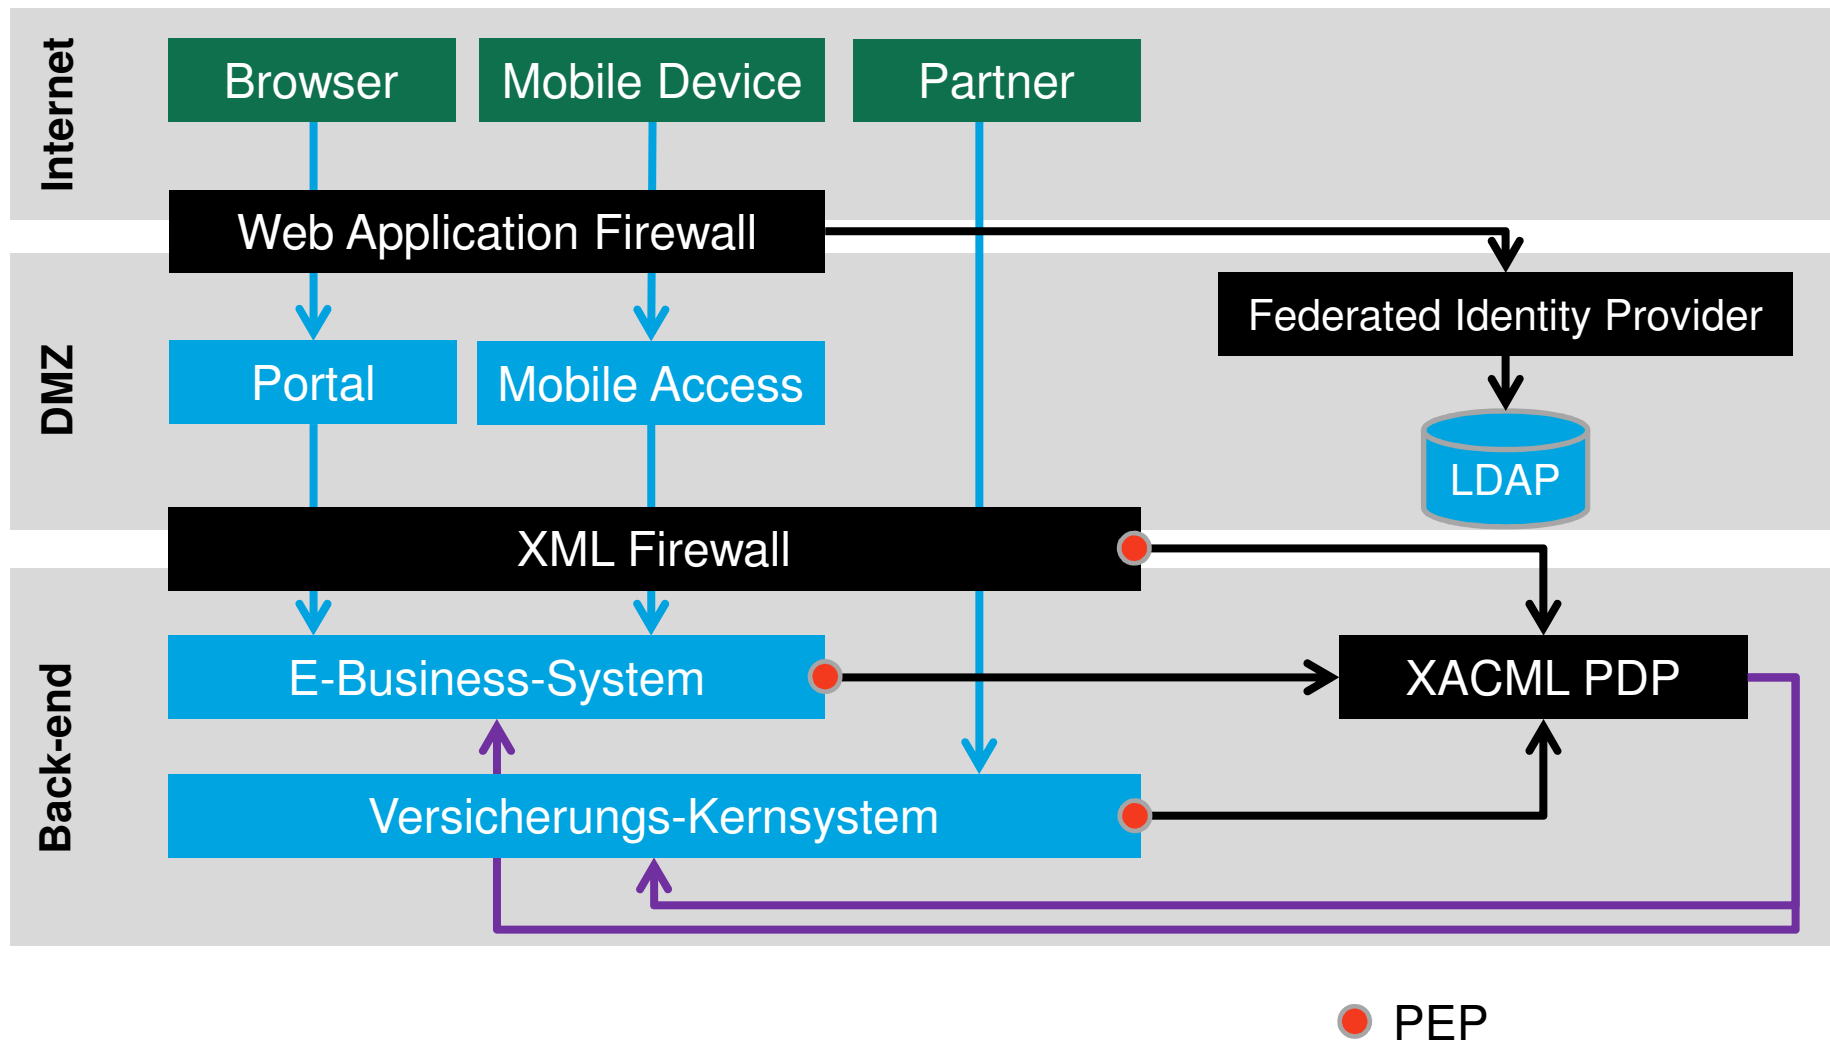 Internet
Browser
Mobile Device
Partner
Web Application Firewall
DMZ
Federated Identity Provider
Portal
Mobile Access
LDAP
XML Firewall
Back-end
E-Business-System
XACML PDP
Versicherungs-Kernsystem
PEP